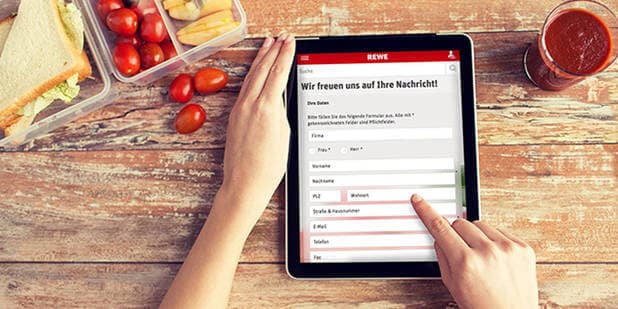 REWE
Suche
Wir freuen uns auf Ihre Nachricht!
Ihre Daten
Bitte füllen Sie das folgende Formular aus. Alle mit *
gekennzeichneten Felder sind Pflichtfelder.
Firma
Frau * Herr *
Vorname
Nachname
PLZ Wohnort
Straße & Hausnummer
E-Mail
Telefon
Fax